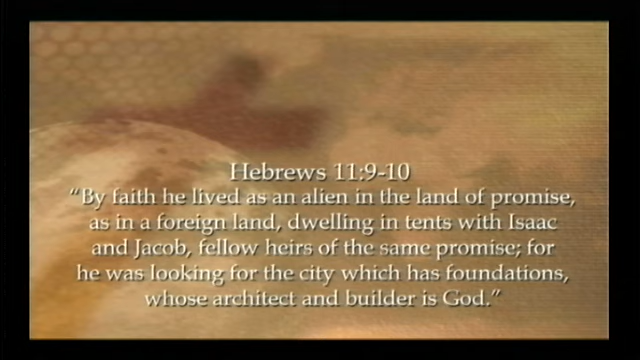 Hebrews 11:9-10
“By faith he lived as an alien in the land of promise,
as in a foreign land, dwelling in tents with Isaac
and Jacob, fellow heirs of the same promise; for
he was looking for the city which has foundations,
whose architect and builder is God.”